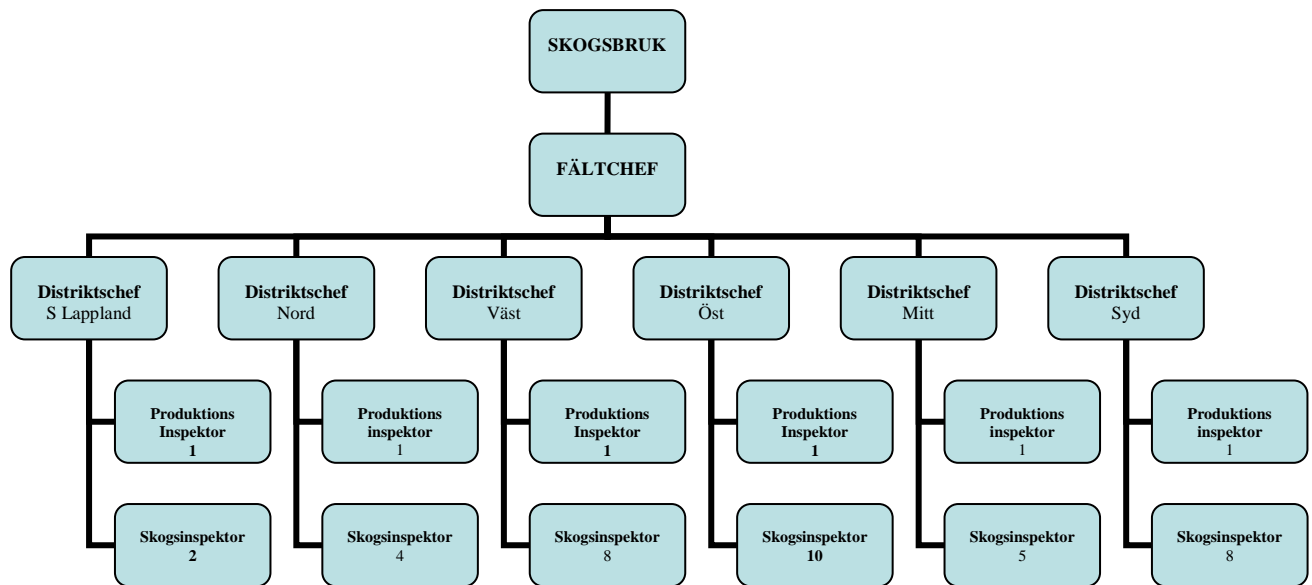 SKOGSBRUK
FÄLTCHEF
Distriktschef
S Lappland
Distriktschef
Nord
Distriktschef
Väst
Distriktschef
Öst
Distriktschef
Mitt
Distriktschef
Syd
Produktions
Inspektor
1
Produktions
inspektor
1
Produktions
Inspektor
1
Produktions
Inspektor
1
Produktions
inspektor
1
Produktions
inspektor
1
Skogsinspektor
2
Skogsinspektor
4
Skogsinspektor
8
Skogsinspektor
10
Skogsinspektor
5
Skogsinspektor
8